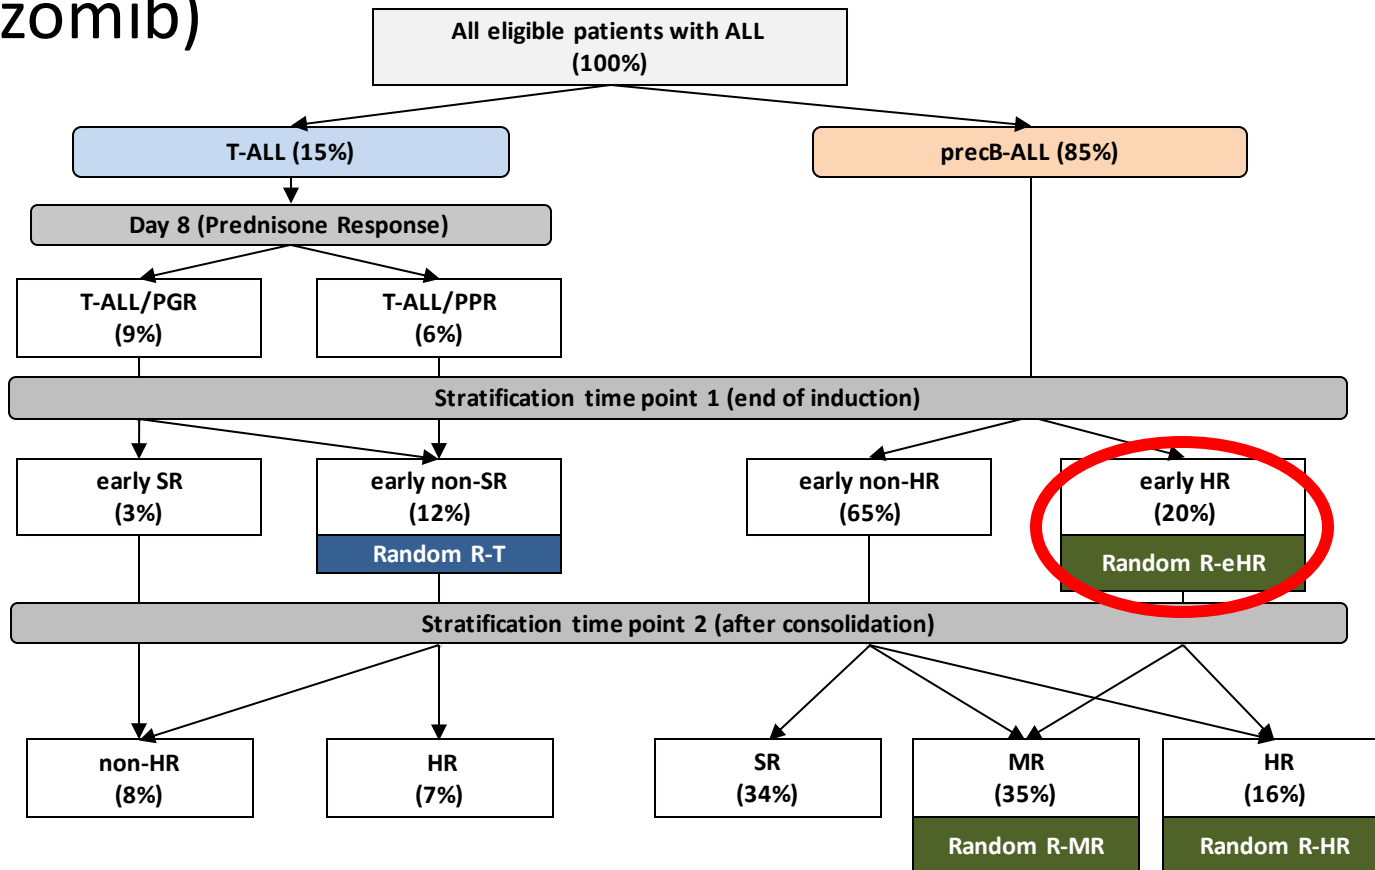 zomib)
All eligible patients with ALL
(100%)
T-ALL (15%)
precB-ALL (85%)
Day 8 (Prednisone Response)
T-ALL/PGR
(9%)
T-ALL/PPR
(6%)
Stratification time point 1 (end of induction)
early SR
(3%)
early non-SR
(12%)
Random R-T
early non-HR
(65%)
early HR
(20%)
Random R-eHR
Stratification time point 2 (after consolidation)
non-HR
(8%)
HR
(7%)
SR
(34%)
MR
(35%)
Random R-MR
HR
(16%)
Random R-HR